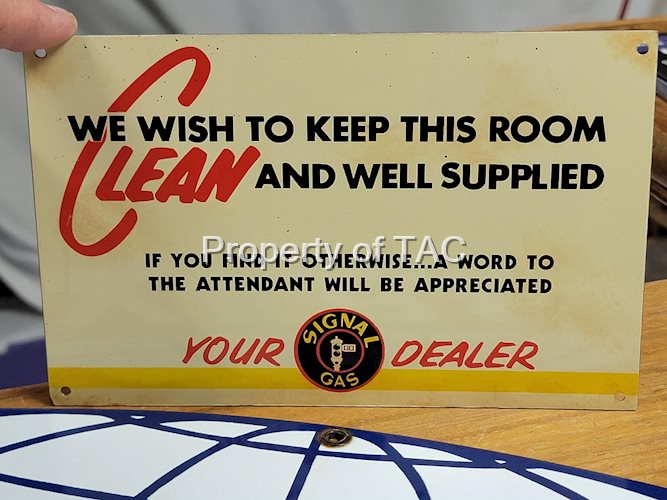 WE WISH TO KEEP THIS ROOM
CLEAN AND WELL SUPPLIED
Property of TAC
IF YOU FIND IT OTHERWISE...A WORD TO
THE ATTENDANT WILL BE APPRECIATED
YOUR SIGNAL GAS DEALER